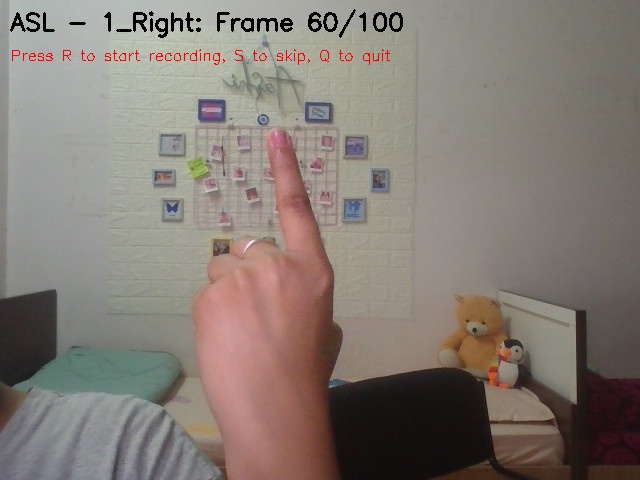 ASL - 1_Right: Frame 60/100
Press R to start recording, S to skip, Q to quit